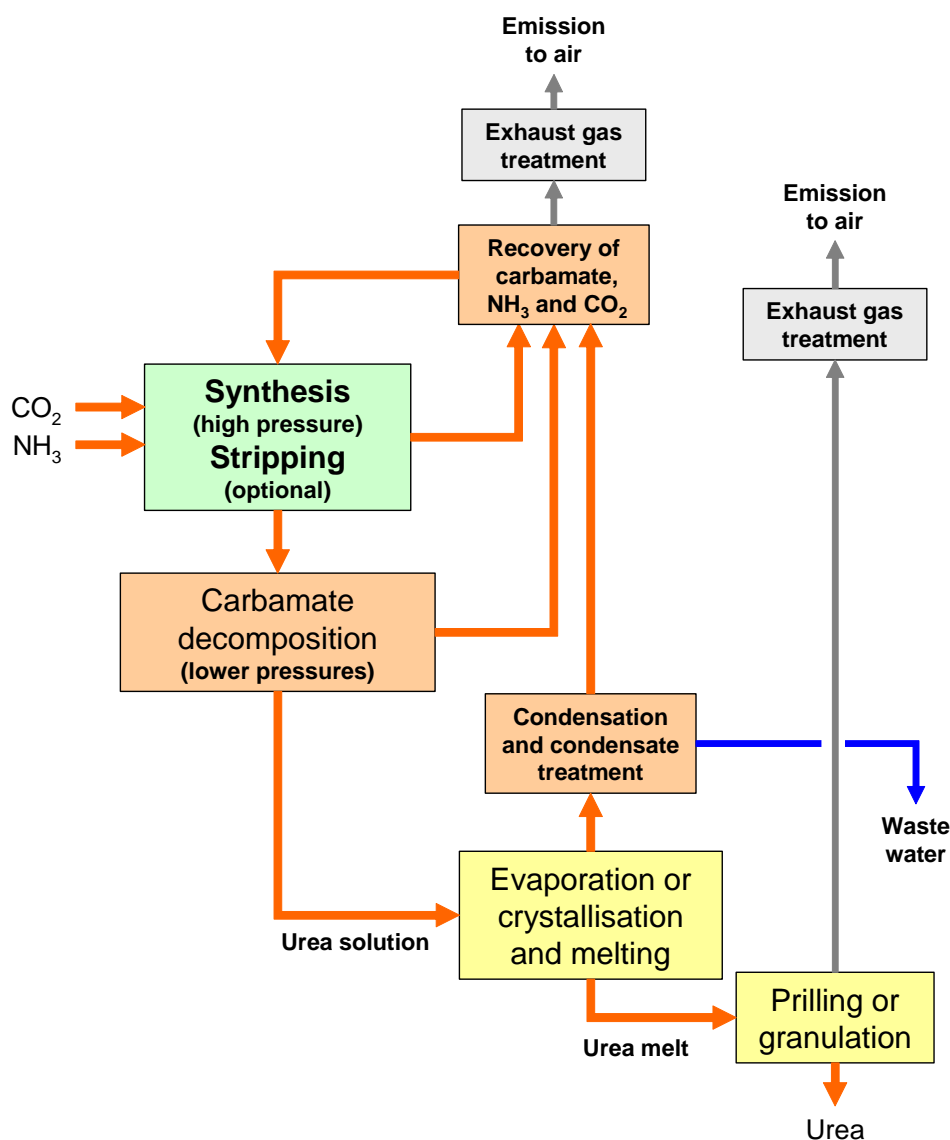 Emission
to air
Exhaust gas
treatment
Emission
to air
Recovery of
carbamate,
NH₃ and CO₂
Exhaust gas
treatment
CO₂
NH₃
Synthesis
(high pressure)
Stripping
(optional)
Carbamate
decomposition
(lower pressures)
Condensation
and condensate
treatment
Waste
water
Evaporation or
crystallisation
and melting
Urea solution
Prilling or
granulation
Urea melt
Urea